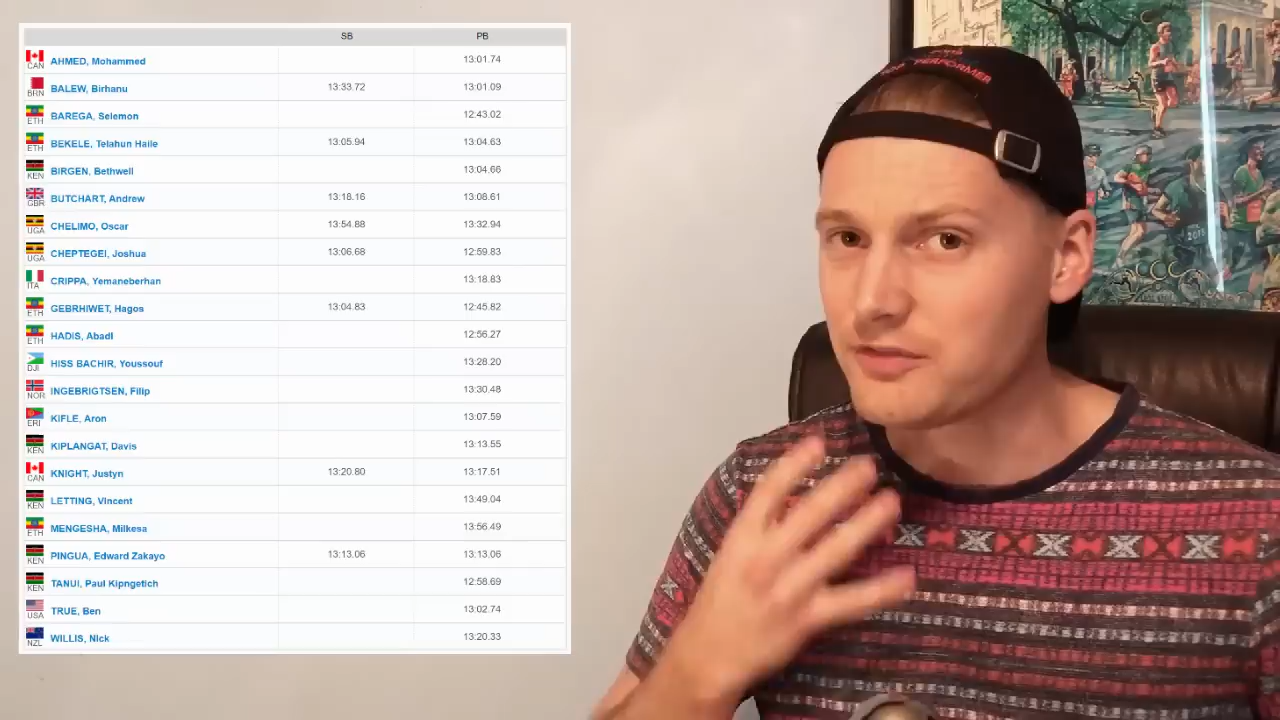 SB PB
CAN AHMED, Mohammed 13:01.74
BRN BALEW, Birhanu 13:33.72 13:01.09
ETH BAREGA, Selemon 12:43.02
ETH BEKELE, Telahun Haile 13:05.94 13:04.63
KEN BIRGEN, Bethwell 13:04.66
GBR BUTCHART, Andrew 13:18.16 13:08.61
UGA CHELIMO, Oscar 13:54.88 13:32.94
UGA CHEPTEGEI, Joshua 13:06.68 12:59.83
ITA CRIPPA, Yemaneberhan 13:18.83
ETH GEBRHIWET, Hagos 13:04.83 12:45.82
ETH HADIS, Abadi 12:56.27
DJI HISS BACHIR, Youssouf 13:28.20
NOR INGEBRIGTSEN, Filip 13:30.48
ERI KIFLE, Aron 13:07.59
KEN KIPLANGAT, Davis 13:13.55
CAN KNIGHT, Justyn 13:20.80 13:17.51
KEN LETTING, Vincent 13:49.04
ETH MENGESHA, Milkesa 13:56.49
KEN PINGUA, Edward Zakayo 13:13.06 13:13.06
KEN TANUI, Paul Kipngetich 12:58.69
USA TRUE, Ben 13:02.74
NZL WILLIS, Nick 13:20.33
PERFORMER